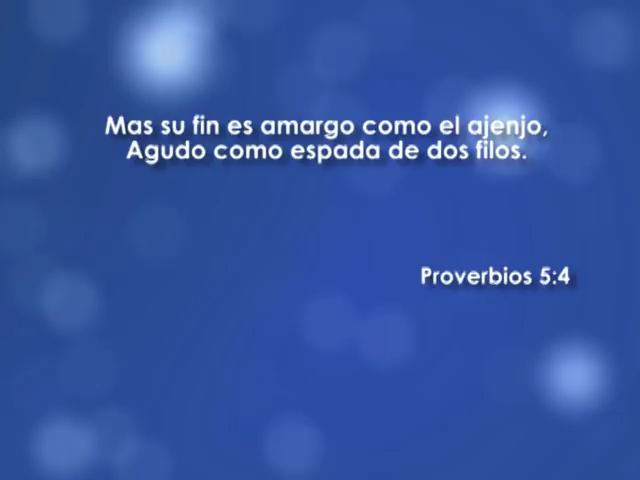 Mas su fin es amargo como el ajenjo,
Agudo como espada de dos filos.
Proverbios 5:4